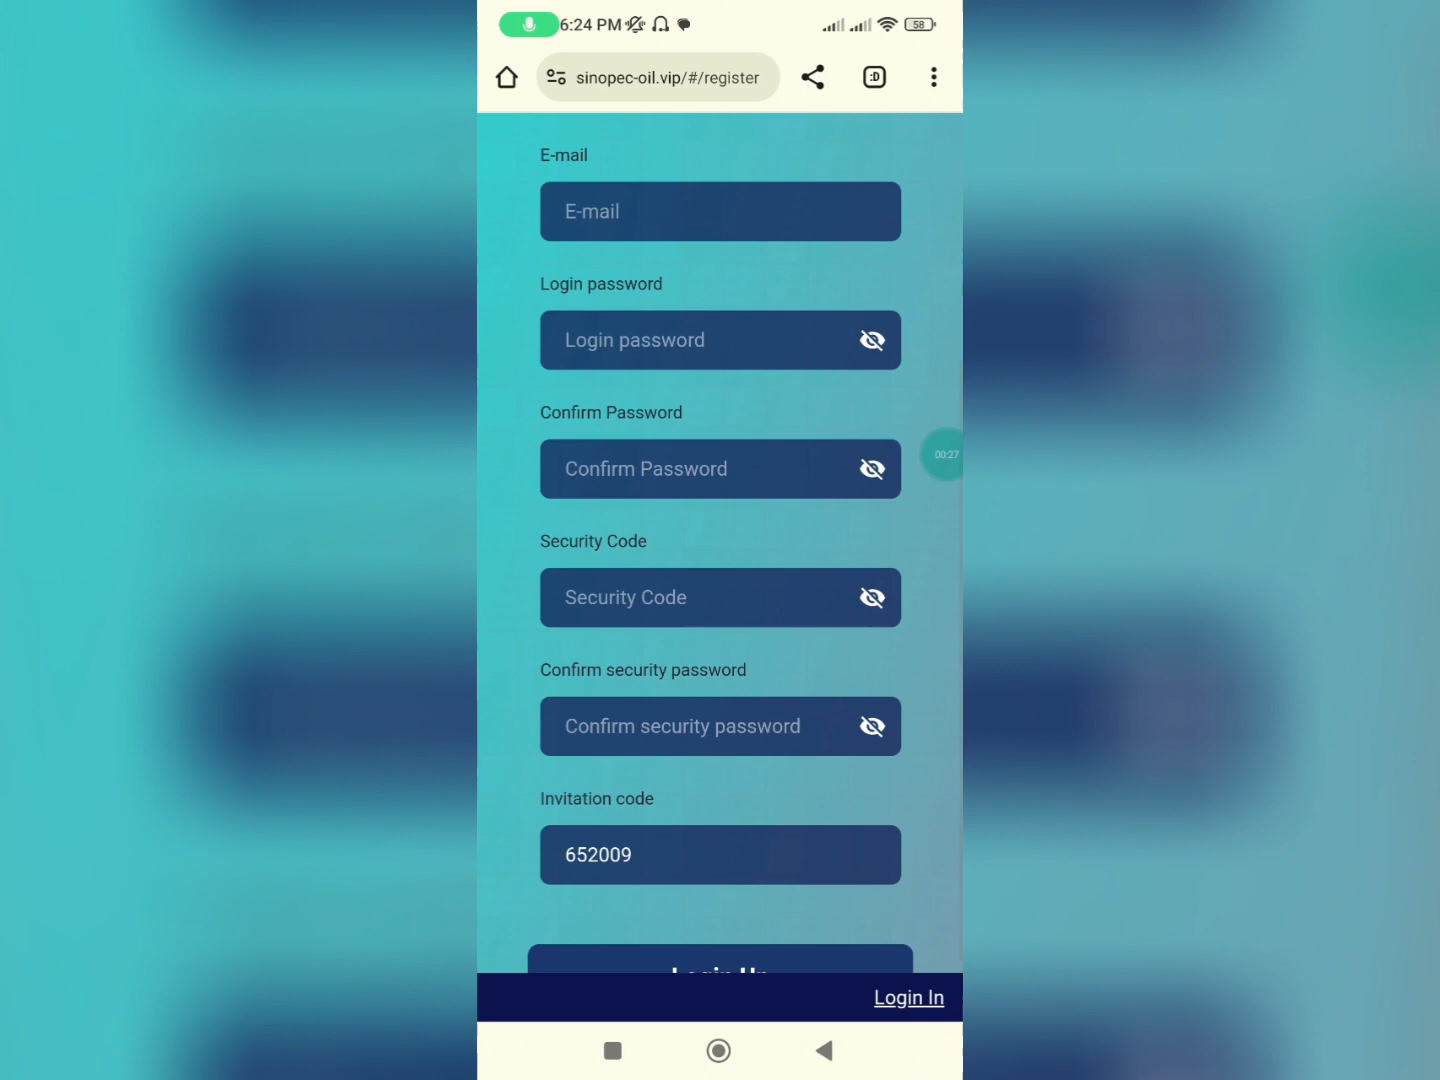 6:24 PM
58
sinopec-oil.vip/#/register
:D
E-mail
E-mail
Login password
Login password
Confirm Password
Confirm Password
00:27
Security Code
Security Code
Confirm security password
Confirm security password
Invitation code
652009
Login Up
Login In